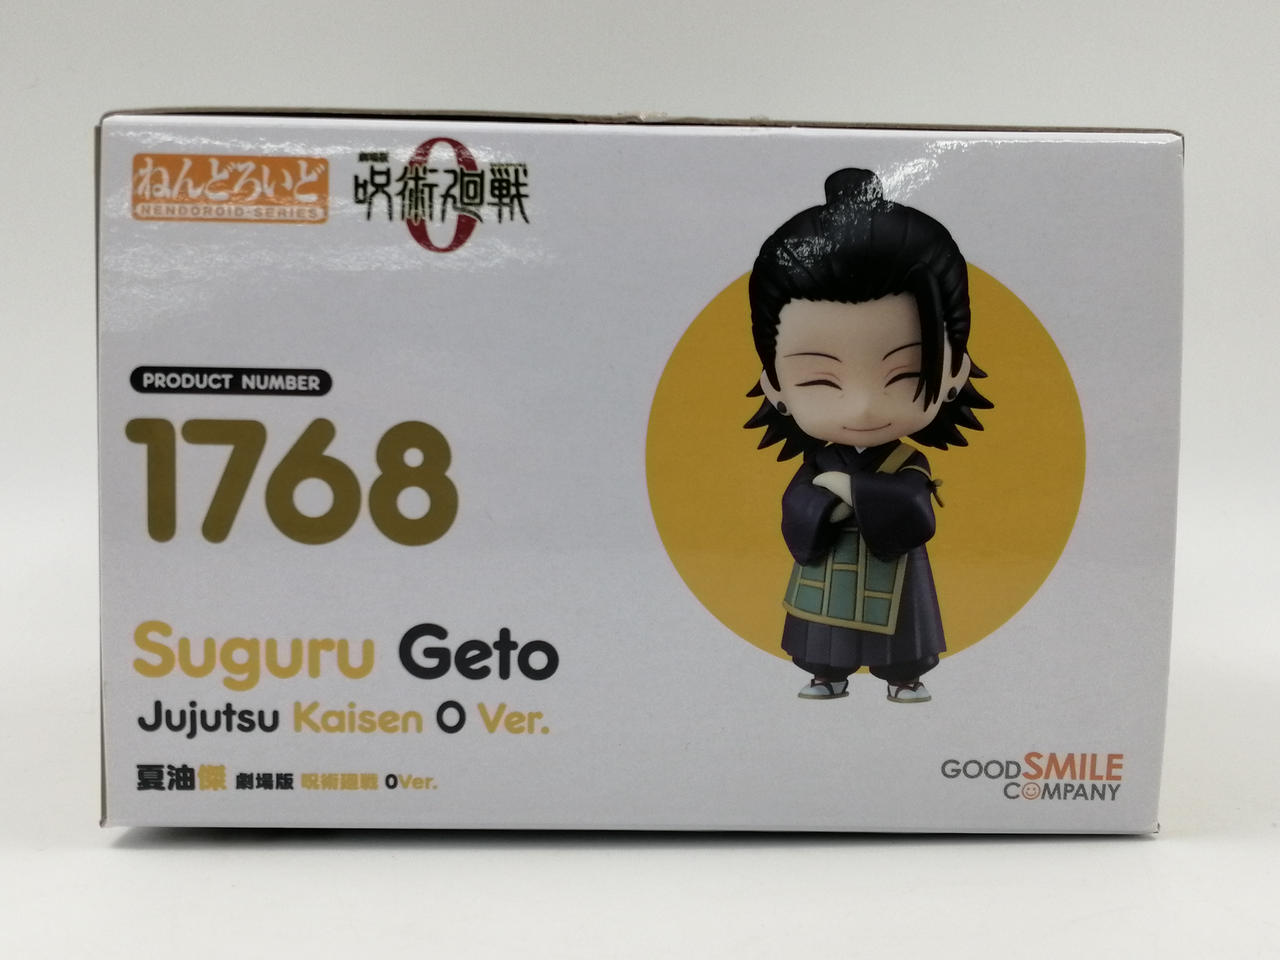 ねんどろいど
NENDOROID SERIES
劇場版
呪術廻戦
0
PRODUCT NUMBER
1768
Suguru Geto
Jujutsu Kaisen 0 Ver.
夏油傑 劇場版 呪術廻戦 0Ver.
GOOD SMILE
COMPANY